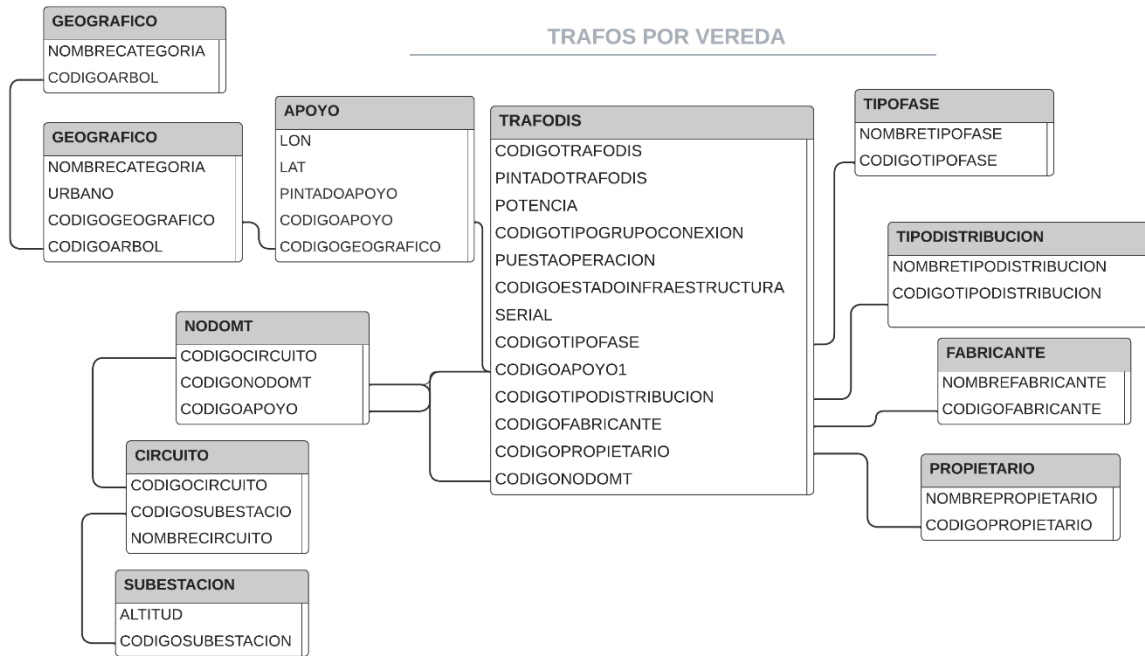 TRAFOS POR VEREDA
GEOGRAFICO
NOMBRECATEGORIA
CODIGOARBOL
GEOGRAFICO
NOMBRECATEGORIA
URBANO
CODIGOGEOGRAFICO
CODIGOARBOL
APOYO
LON
LAT
PINTADOAPOYO
CODIGOAPOYO
CODIGOGEOGRAFICO
NODOMT
CODIGOCIRCUITO
CODIGONODOMT
CODIGOAPOYO
CIRCUITO
CODIGOCIRCUITO
CODIGOSUBESTACIO
NOMBRECIRCUITO
SUBESTACION
ALTITUD
CODIGOSUBESTACION
TRAFODIS
CODIGOTRAFODIS
PINTADOTRAFODIS
POTENCIA
CODIGOTIPOGRUPOCONEXION
PUESTAOPERACION
CODIGOESTADOINFRAESTRUCTURA
SERIAL
CODIGOTIPOFASE
CODIGOAPOYO1
CODIGOTIPODISTRIBUCION
CODIGOFABRICANTE
CODIGOPROPIETARIO
CODIGONODOMT
TIPOFASE
NOMBRETIPOFASE
CODIGOTIPOFASE
TIPODISTRIBUCION
NOMBRETIPODISTRIBUCION
CODIGOTIPODISTRIBUCION
FABRICANTE
NOMBREFABRICANTE
CODIGOFABRICANTE
PROPIETARIO
NOMBREPROPIETARIO
CODIGOPROPIETARIO